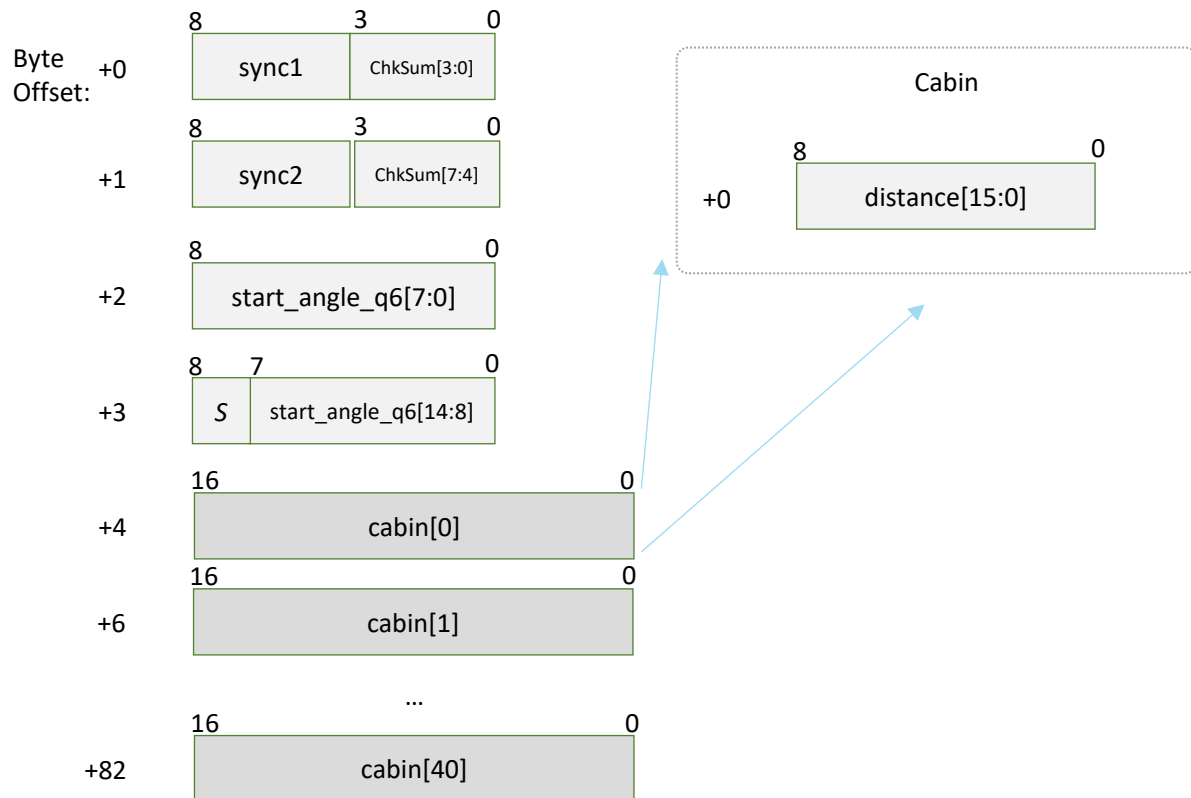 8 3 0
Byte
Offset:
+0 sync1 ChkSum[3:0]
8 3 0
+1 sync2 ChkSum[7:4]
8 0
+2 start_angle_q6[7:0]
8 7 0
+3 S start_angle_q6[14:8]
16 0
+4 cabin[0]
16 0
+6 cabin[1]
...
16 0
+82 cabin[40]
Cabin
8 0
+0 distance[15:0]